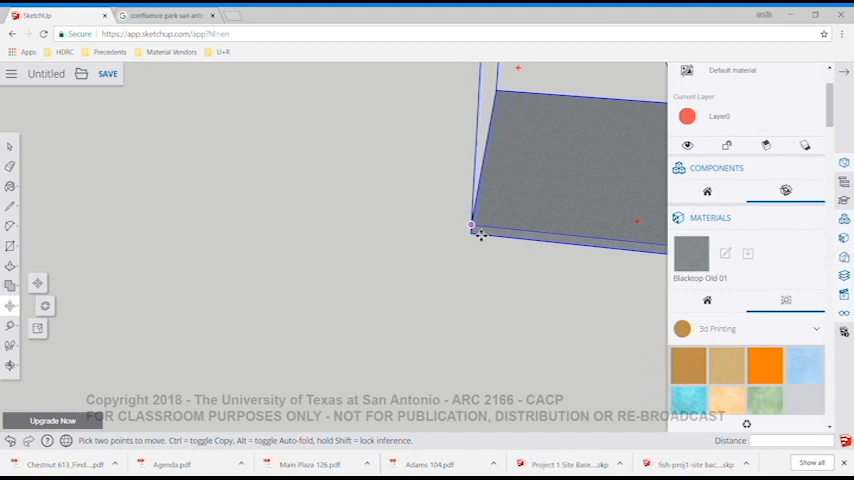 SketchUp
confluence park san anto
Secure
https://app.sketchup.com/app?hl=en
Apps
HDRC
Precedents
Material Vendors
U+R
Untitled
SAVE
Default material
Current Layer:
Layer0
COMPONENTS
MATERIALS
Blacktop Old 01
3d Printing
Copyright 2018 - The University of Texas at San Antonio - ARC 2166 - CACP
FOR CLASSROOM PURPOSES ONLY - NOT FOR PUBLICATION, DISTRIBUTION OR RE-BROADCAST
Upgrade Now
Pick two points to move. Ctrl = toggle Copy, Alt = toggle Auto-fold, hold Shift = lock inference.
Distance
Chestnut 613_Find....pdf
Agenda.pdf
Main Plaza 126.pdf
Adams 104.pdf
Project 1 Site Base....skp
fish-proj1-site bac....skp
Show all